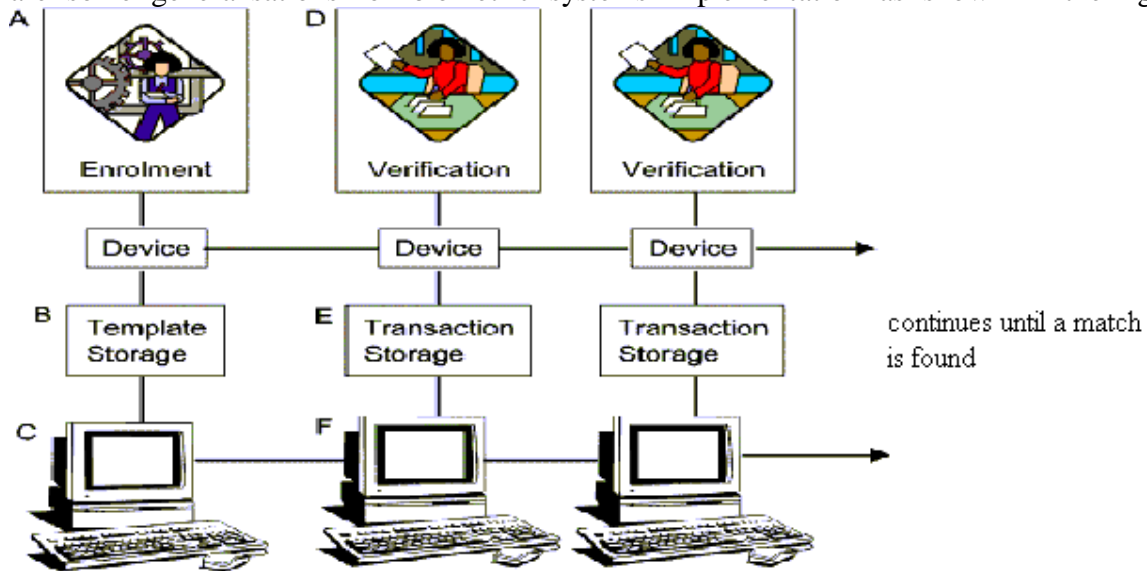 A
D
Enrolment
Verification
Verification
Device
Device
Device
B
Template
Storage
E
Transaction
Storage
Transaction
Storage
continues until a match
is found
C
F